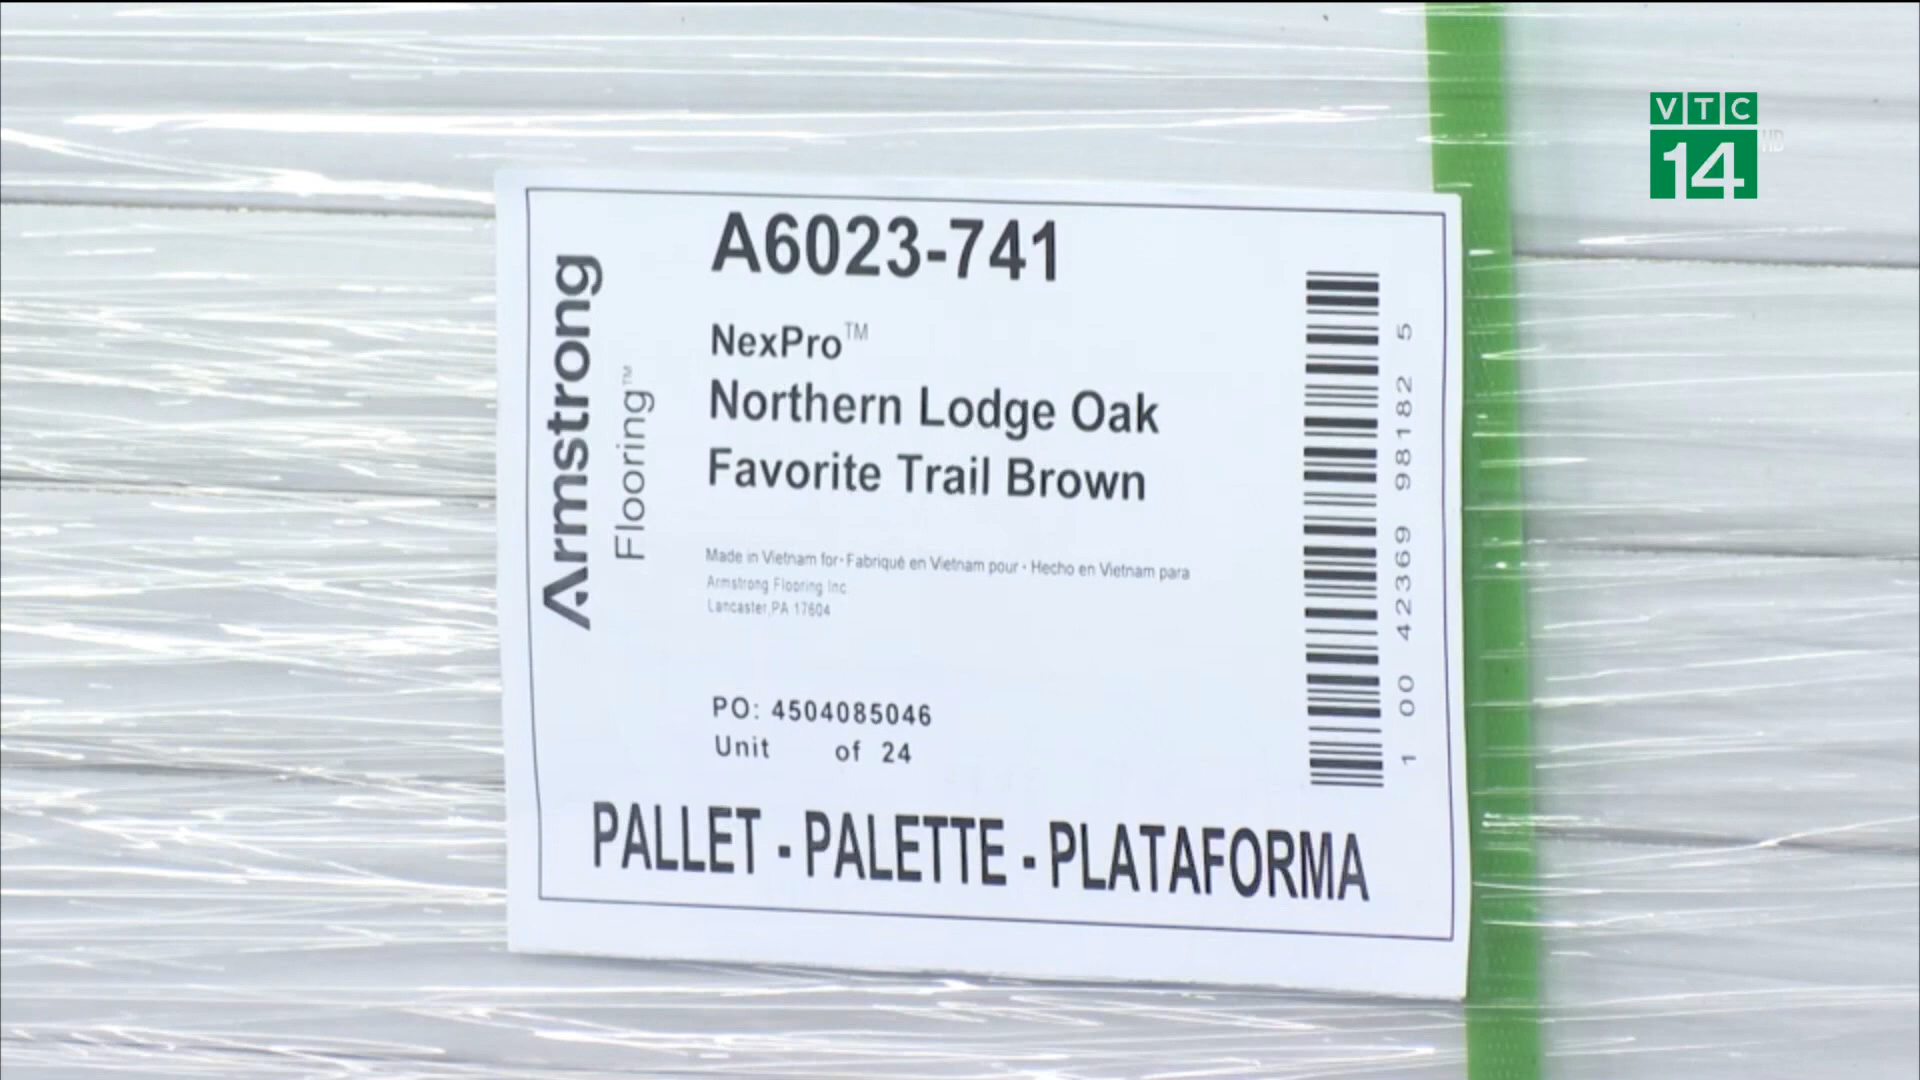 VTC
14 HD
A6023-741
Armstrong
Flooring™
NexPro™
Northern Lodge Oak
Favorite Trail Brown
Made in Vietnam for • Fabriqué en Vietnam pour • Hecho en Vietnam para
Armstrong Flooring Inc
Lancaster,PA 17604
PO: 4504085046
Unit of 24
1 00 42369 98182 5
PALLET - PALETTE - PLATAFORMA